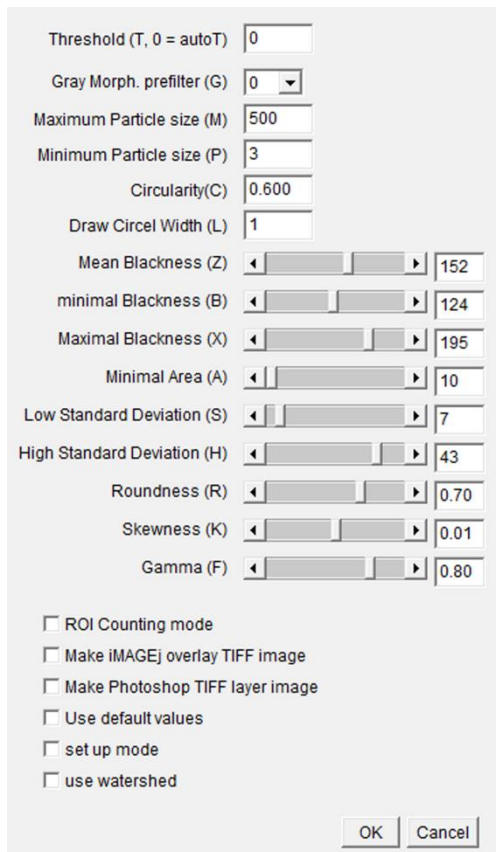 Threshold (T, 0 = autoT) 0
Gray Morph. prefilter (G) 0
Maximum Particle size (M) 500
Minimum Particle size (P) 3
Circularity(C) 0.600
Draw Circel Width (L) 1
Mean Blackness (Z) 152
minimal Blackness (B) 124
Maximal Blackness (X) 195
Minimal Area (A) 10
Low Standard Deviation (S) 7
High Standard Deviation (H) 43
Roundness (R) 0.70
Skewness (K) 0.01
Gamma (F) 0.80
ROI Counting mode
Make iMAGEj overlay TIFF image
Make Photoshop TIFF layer image
Use default values
set up mode
use watershed
OK Cancel